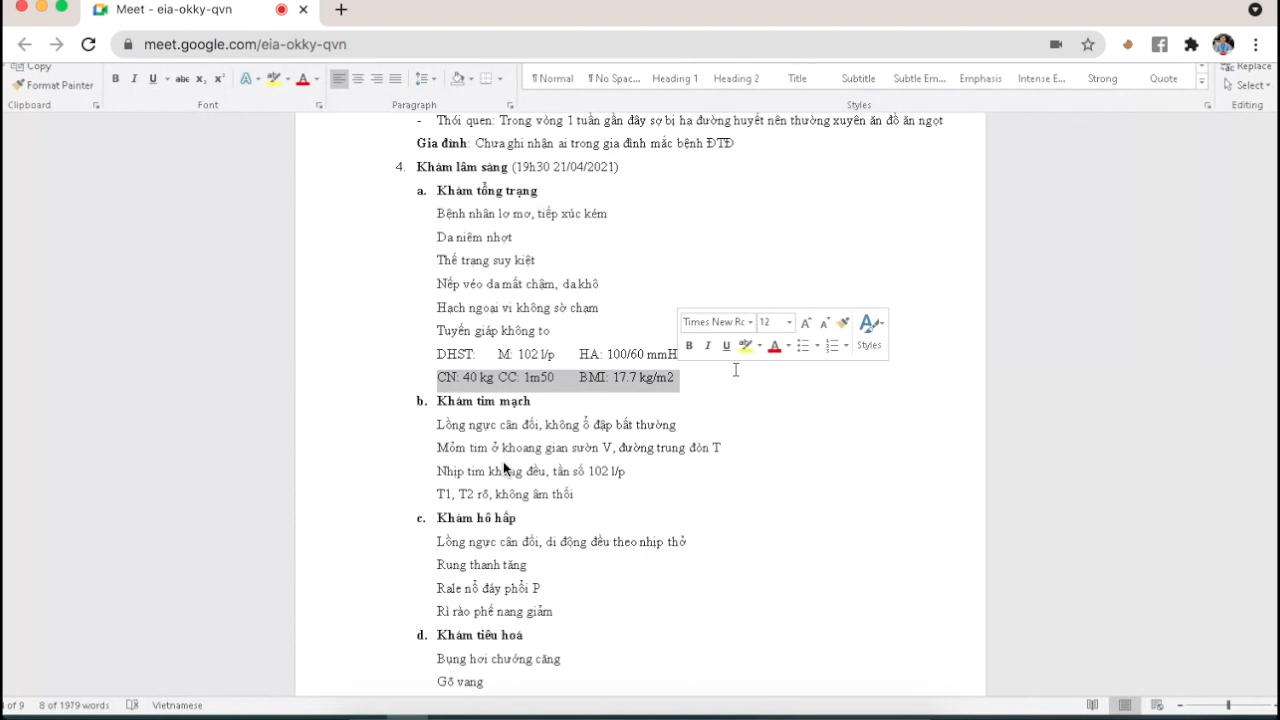 Meet - eia-okky-qvn
meet.google.com/eia-okky-qvn
Copy
Format Painter
B I U abc x₂ x²
¶ Normal ¶ No Spac... Heading 1 Heading 2 Title Subtitle Subtle Em... Emphasis Intense E... Strong Quote
Replace
Select
Clipboard Font Paragraph Styles Editing
- Thói quen: Trong vòng 1 tuần gần đây sợ bị hạ đường huyết nên thường xuyên ăn đồ ăn ngọt
Gia đình: Chưa ghi nhận ai trong gia đình mắc bệnh ĐTĐ
4. Khám lâm sàng (19h30 21/04/2021)
a. Khám tổng trạng
Bệnh nhân lơ mơ, tiếp xúc kém
Da niêm nhợt
Thể trạng suy kiệt
Nếp véo da mất chậm, da khô
Hạch ngoại vi không sờ chạm
Tuyến giáp không to
Times New Rc 12
B I U Styles
DHST: M: 102 l/p HA: 100/60 mmH
CN: 40 kg CC: 1m50 BMI: 17.7 kg/m2
b. Khám tim mạch
Lồng ngực cân đối, không ổ đập bất thường
Mỏm tim ở khoang gian sườn V, đường trung đòn T
Nhịp tim không đều, tần số 102 l/p
T1, T2 rõ, không âm thổi
c. Khám hô hấp
Lồng ngực cân đối, di động đều theo nhịp thở
Rung thanh tăng
Rale nổ đáy phổi P
Rì rào phế nang giảm
d. Khám tiêu hoá
Bụng hơi chướng căng
Gõ vang
of 9 8 of 1979 words Vietnamese